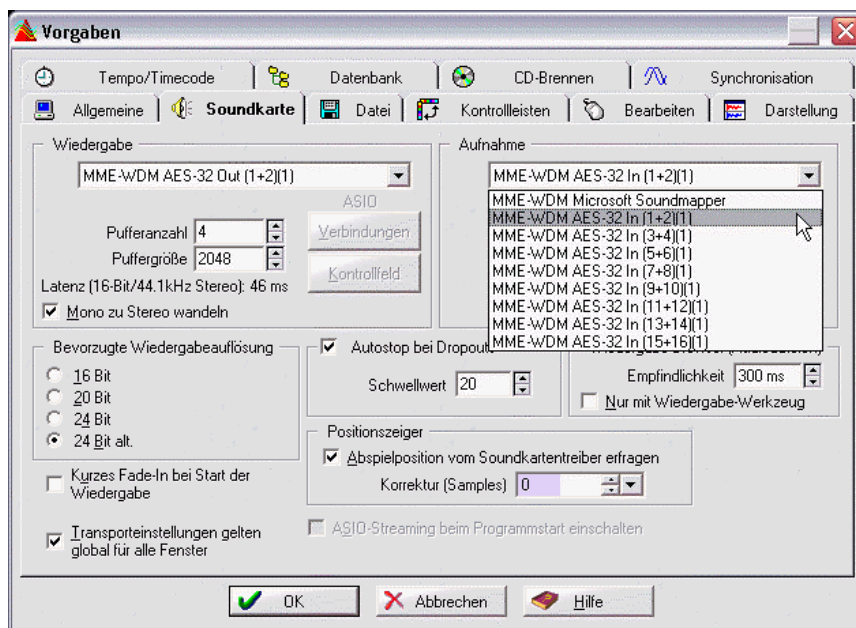 Vorgaben
Tempo/Timecode
Datenbank
CD-Brennen
Synchronisation
Allgemeine
Soundkarte
Datei
Kontrollleisten
Bearbeiten
Darstellung
Wiedergabe
MME-WDM AES-32 Out (1+2)(1)
ASIO
Pufferanzahl 4
Verbindungen
Puffergröße 2048
Kontrollfeld
Latenz (16-Bit/44.1kHz Stereo): 46 ms
Mono zu Stereo wandeln
Aufnahme
MME-WDM AES-32 In (1+2)(1)
MME-WDM Microsoft Soundmapper
MME-WDM AES-32 In (1+2)(1)
MME-WDM AES-32 In (3+4)(1)
MME-WDM AES-32 In (5+6)(1)
MME-WDM AES-32 In (7+8)(1)
MME-WDM AES-32 In (9+10)(1)
MME-WDM AES-32 In (11+12)(1)
MME-WDM AES-32 In (13+14)(1)
MME-WDM AES-32 In (15+16)(1)
Bevorzugte Wiedergabeauflösung
16 Bit
20 Bit
24 Bit
24 Bit alt.
Autostop bei Dropouts
Schwellwert 20
Empfindlichkeit 300 ms
Nur mit Wiedergabe-Werkzeug
Positionszeiger
Abspielposition vom Soundkartentreiber erfragen
Korrektur (Samples) 0
Kurzes Fade-In bei Start der
Wiedergabe
Transporteinstellungen gelten
global für alle Fenster
ASIO-Streaming beim Programmstart einschalten
OK
Abbrechen
Hilfe